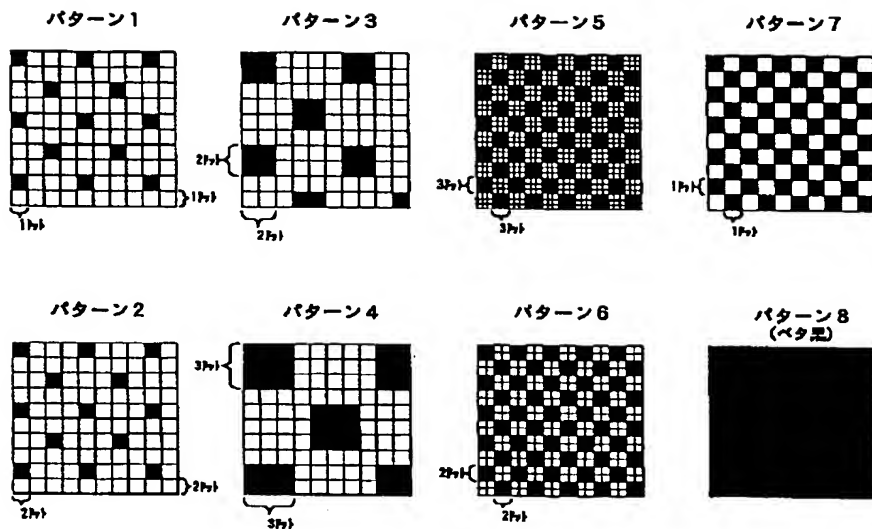 パターン1
パターン3
パターン5
パターン7
1ドット
1ドット
2ドット
2ドット
3ドット
3ドット
1ドット
1ドット
パターン2
パターン4
パターン6
パターン8
(ベタ黒)
2ドット
2ドット
3ドット
3ドット
2ドット
2ドット